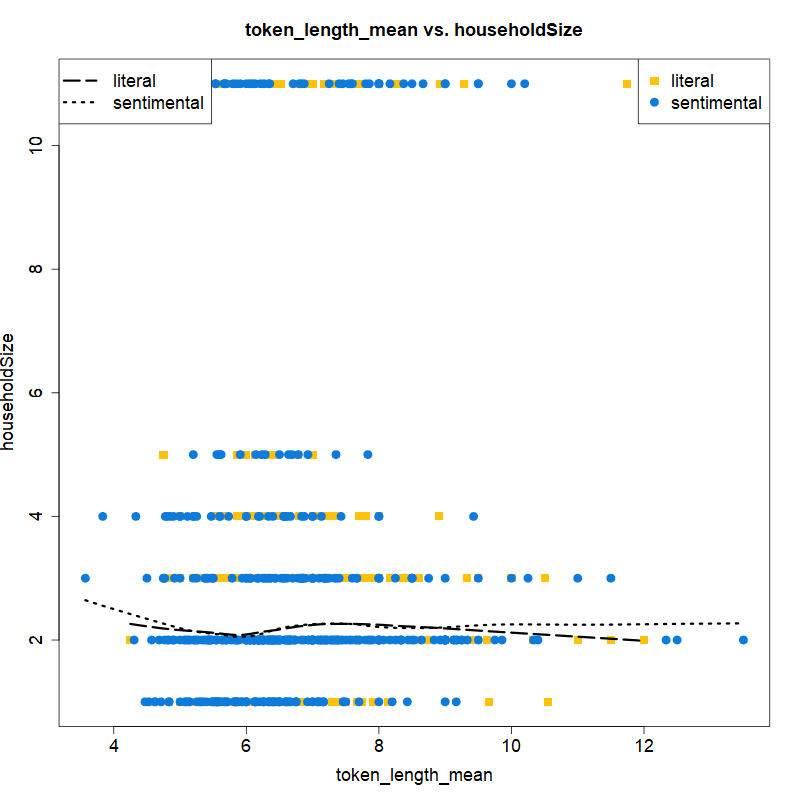 token_length_mean vs. householdSize
literal
sentimental
literal
sentimental
householdSize
10
8
6
4
2
4
6
8
10
12
token_length_mean